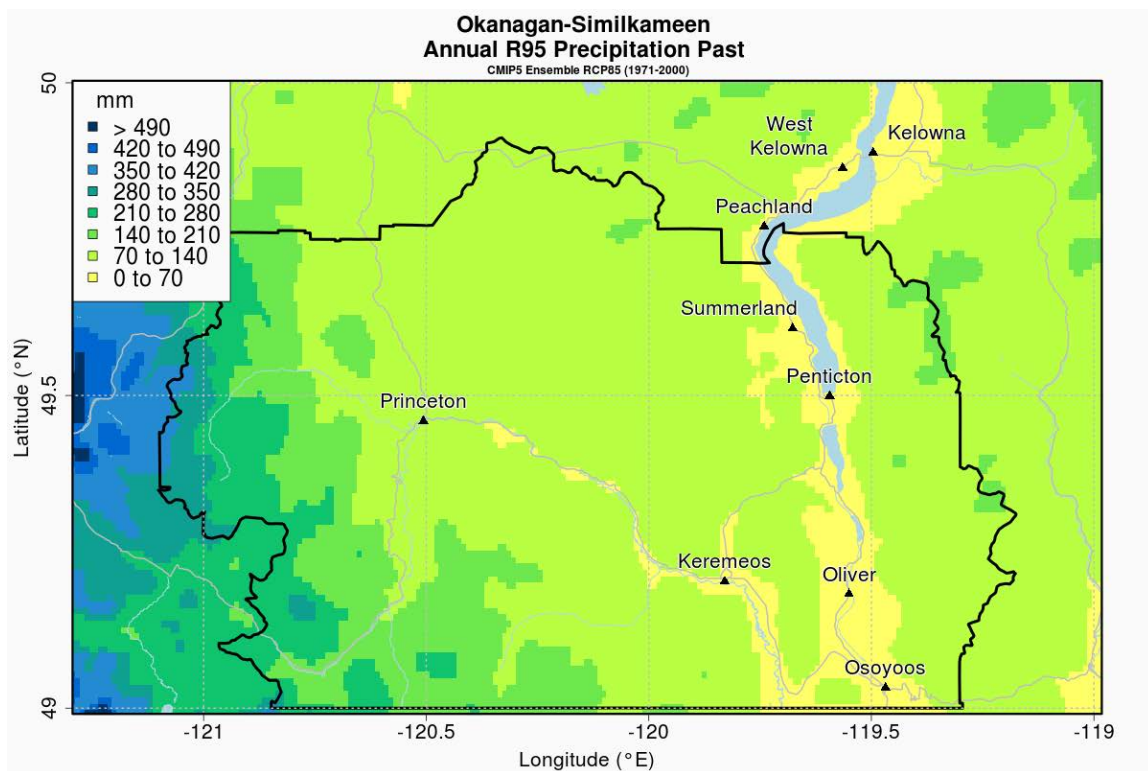 Okanagan-Similkameen
Annual R95 Precipitation Past
CMIP5 Ensemble RCP85 (1971-2000)
mm
> 490
420 to 490
350 to 420
280 to 350
210 to 280
140 to 210
70 to 140
0 to 70
West
Kelowna
Kelowna
Peachland
Summerland
Penticton
Princeton
Keremeos
Oliver
Osoyoos
50
49.5
49
Latitude (°N)
-121
-120.5
-120
-119.5
-119
Longitude (°E)